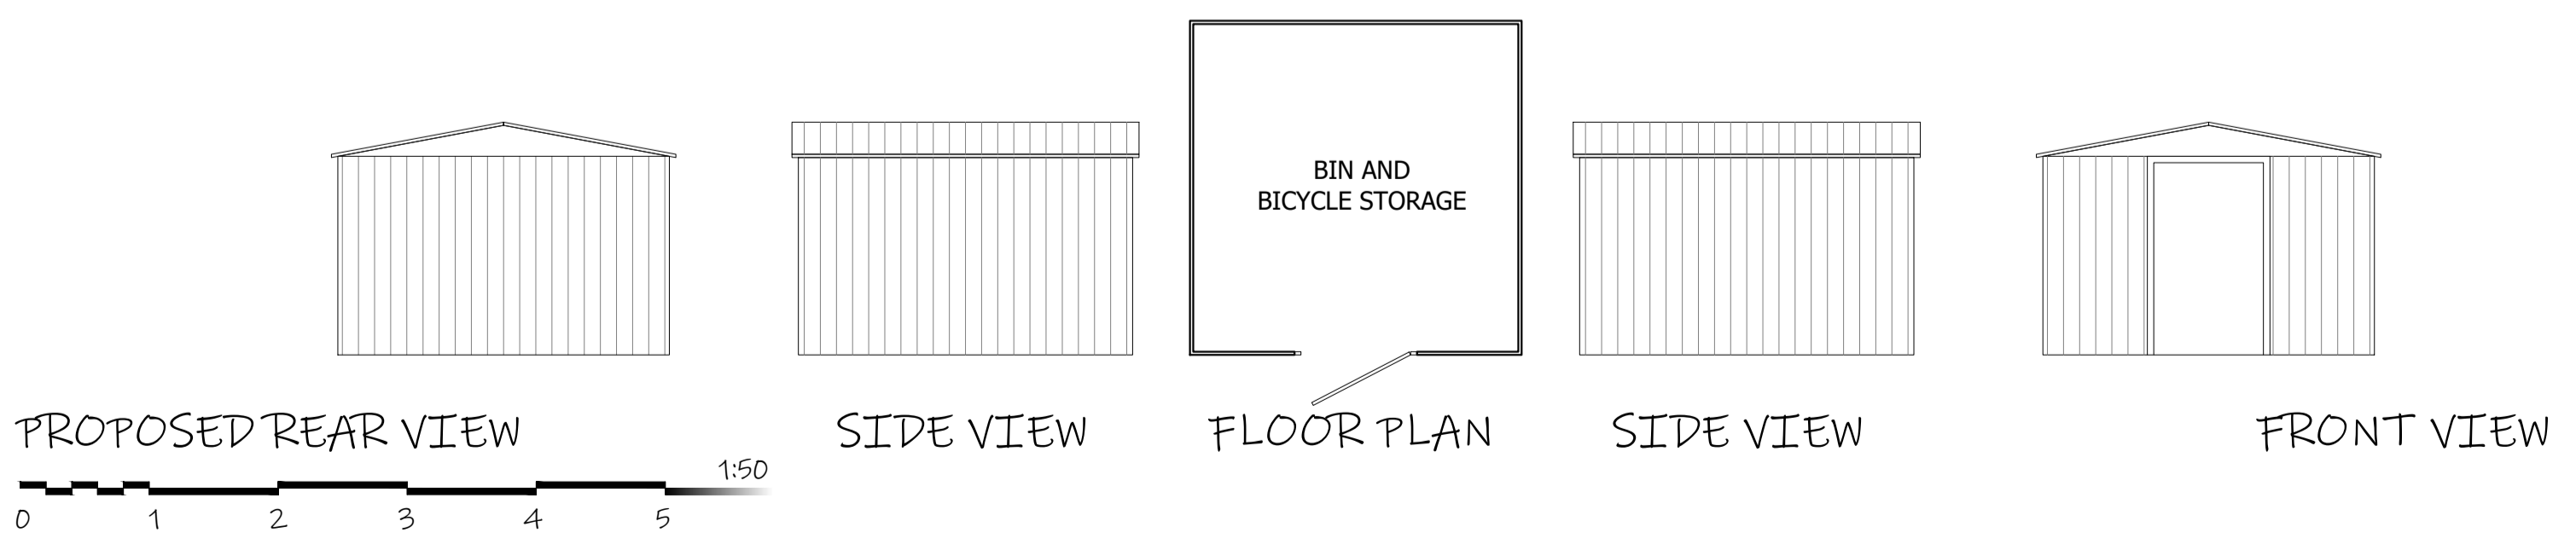 BIN AND
BICYCLE STORAGE
PROPOSED REAR VIEW
SIDE VIEW
FLOOR PLAN
SIDE VIEW
FRONT VIEW
1:50
0 1 2 3 4 5